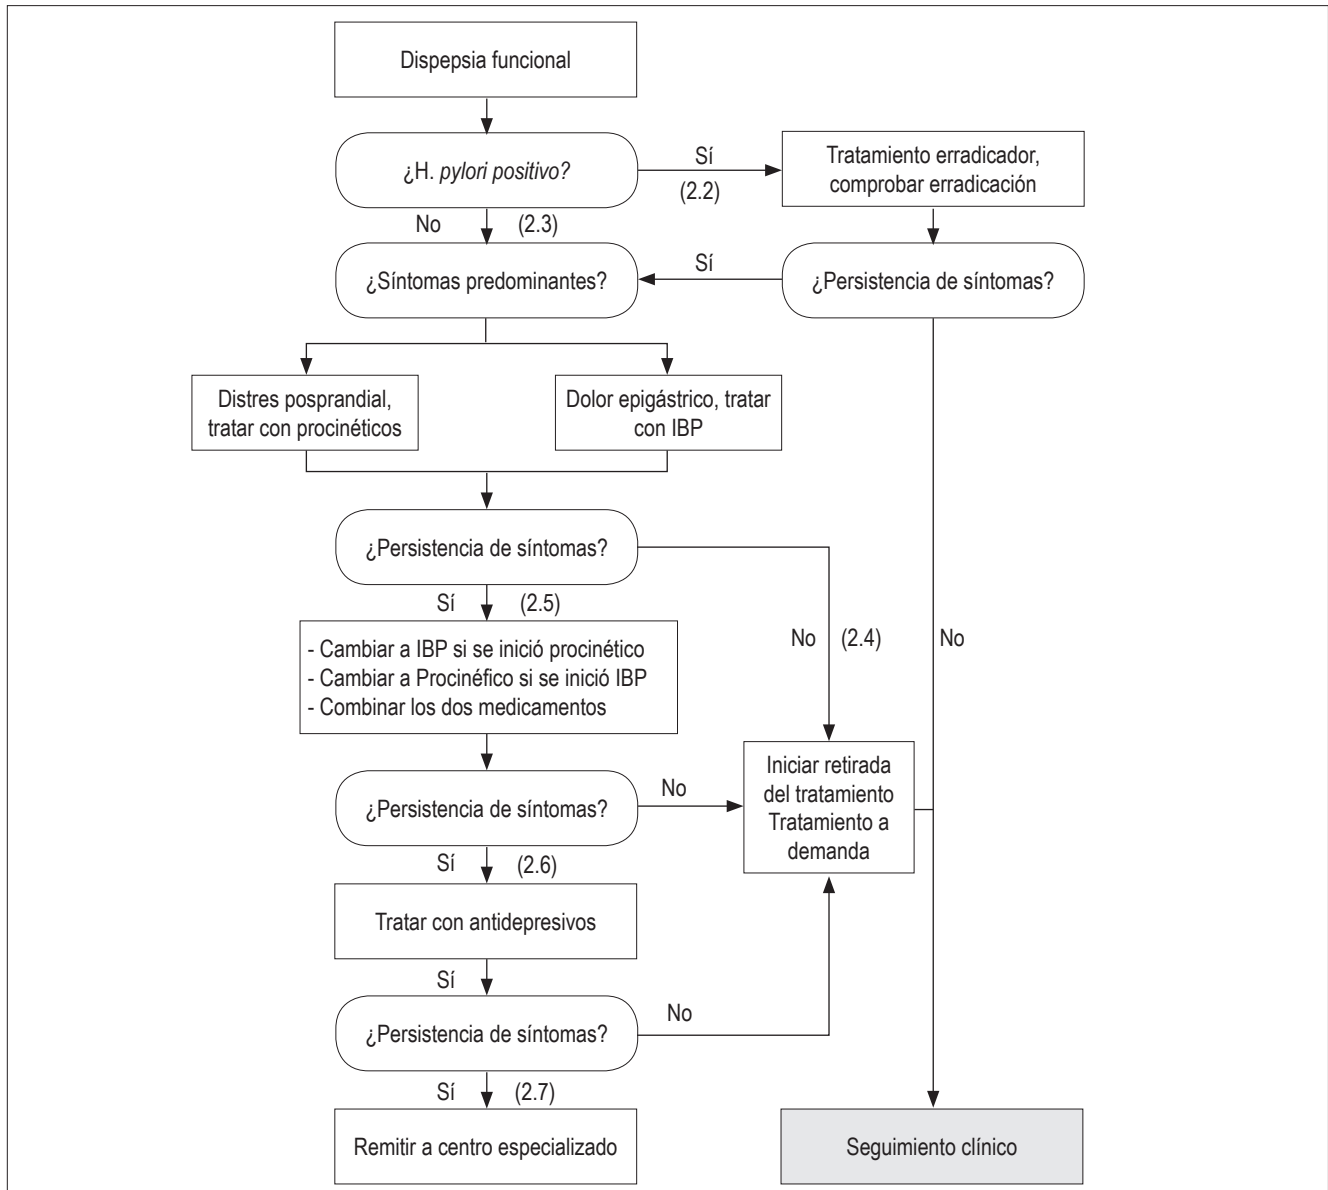 Dispepsia funcional
¿H. pylori positivo?
Sí
(2.2)
Tratamiento erradicador,
comprobar erradicación
No (2.3)
¿Síntomas predominantes?
Sí
¿Persistencia de síntomas?
Distres posprandial,
tratar con procinéticos
Dolor epigástrico, tratar
con IBP
¿Persistencia de síntomas?
Sí (2.5)
No (2.4)
No
- Cambiar a IBP si se inició procinético
- Cambiar a Procinéfico si se inició IBP
- Combinar los dos medicamentos
¿Persistencia de síntomas?
No
Iniciar retirada
del tratamiento
Tratamiento a
demanda
Sí (2.6)
Tratar con antidepresivos
Sí
¿Persistencia de síntomas?
No
Sí (2.7)
Remitir a centro especializado
Seguimiento clínico